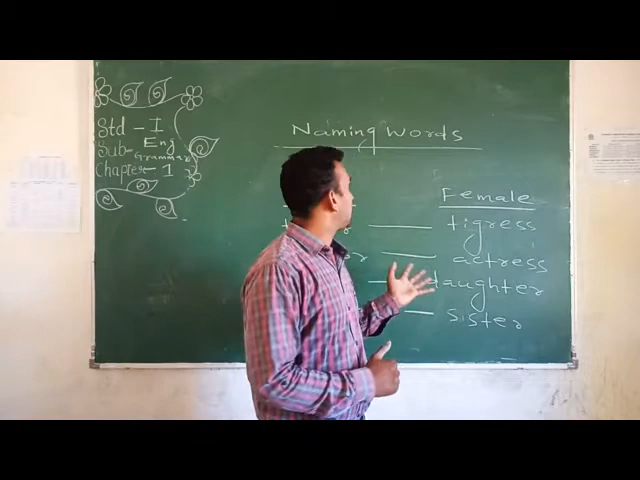 Std - I
Sub- Eng
Grammar
Chapter - 1
Naming Words
Female
tigress
actress
daughter
sister